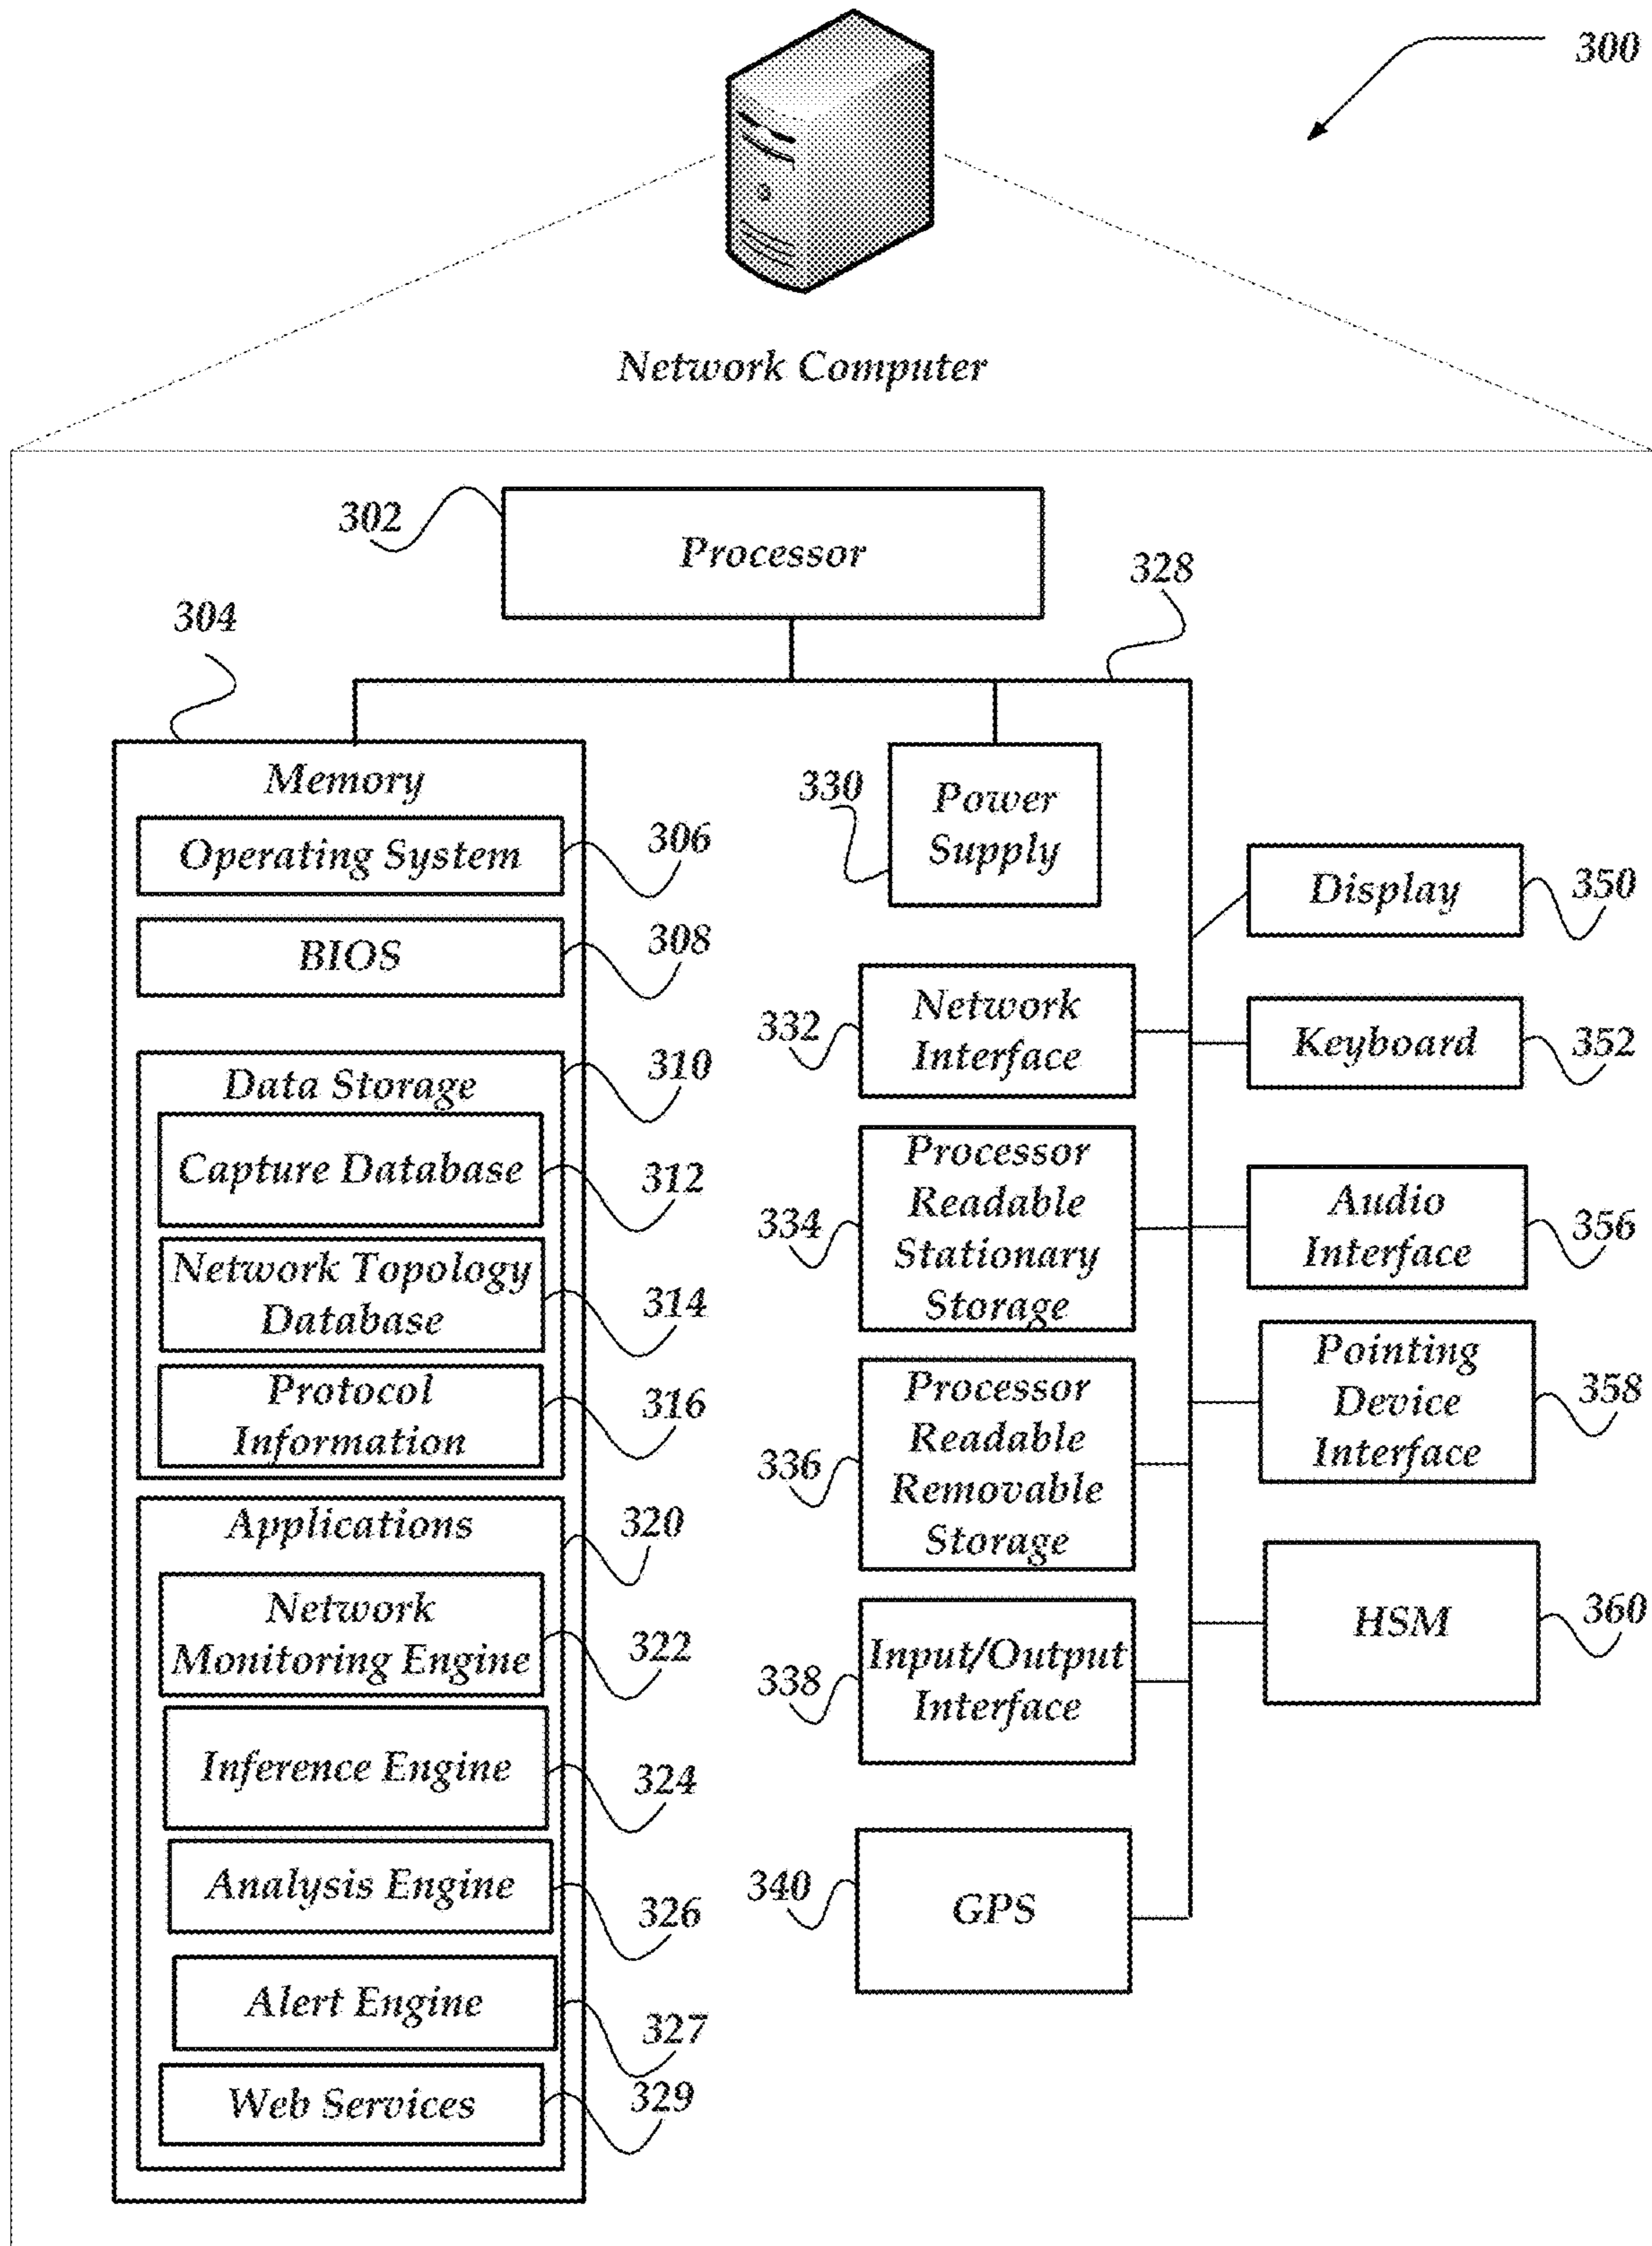 300
Network Computer
302
Processor
328
304
Memory
Operating System
306
BIOS
308
Data Storage
310
Capture Database
312
Network Topology
Database
314
Protocol
Information
316
Applications
320
Network
Monitoring Engine
322
Inference Engine
324
Analysis Engine
326
Alert Engine
327
Web Services
329
330
Power
Supply
332
Network
Interface
334
Processor
Readable
Stationary
Storage
336
Processor
Readable
Removable
Storage
338
Input/Output
Interface
340
GPS
Display
350
Keyboard
352
Audio
Interface
356
Pointing
Device
Interface
358
HSM
360